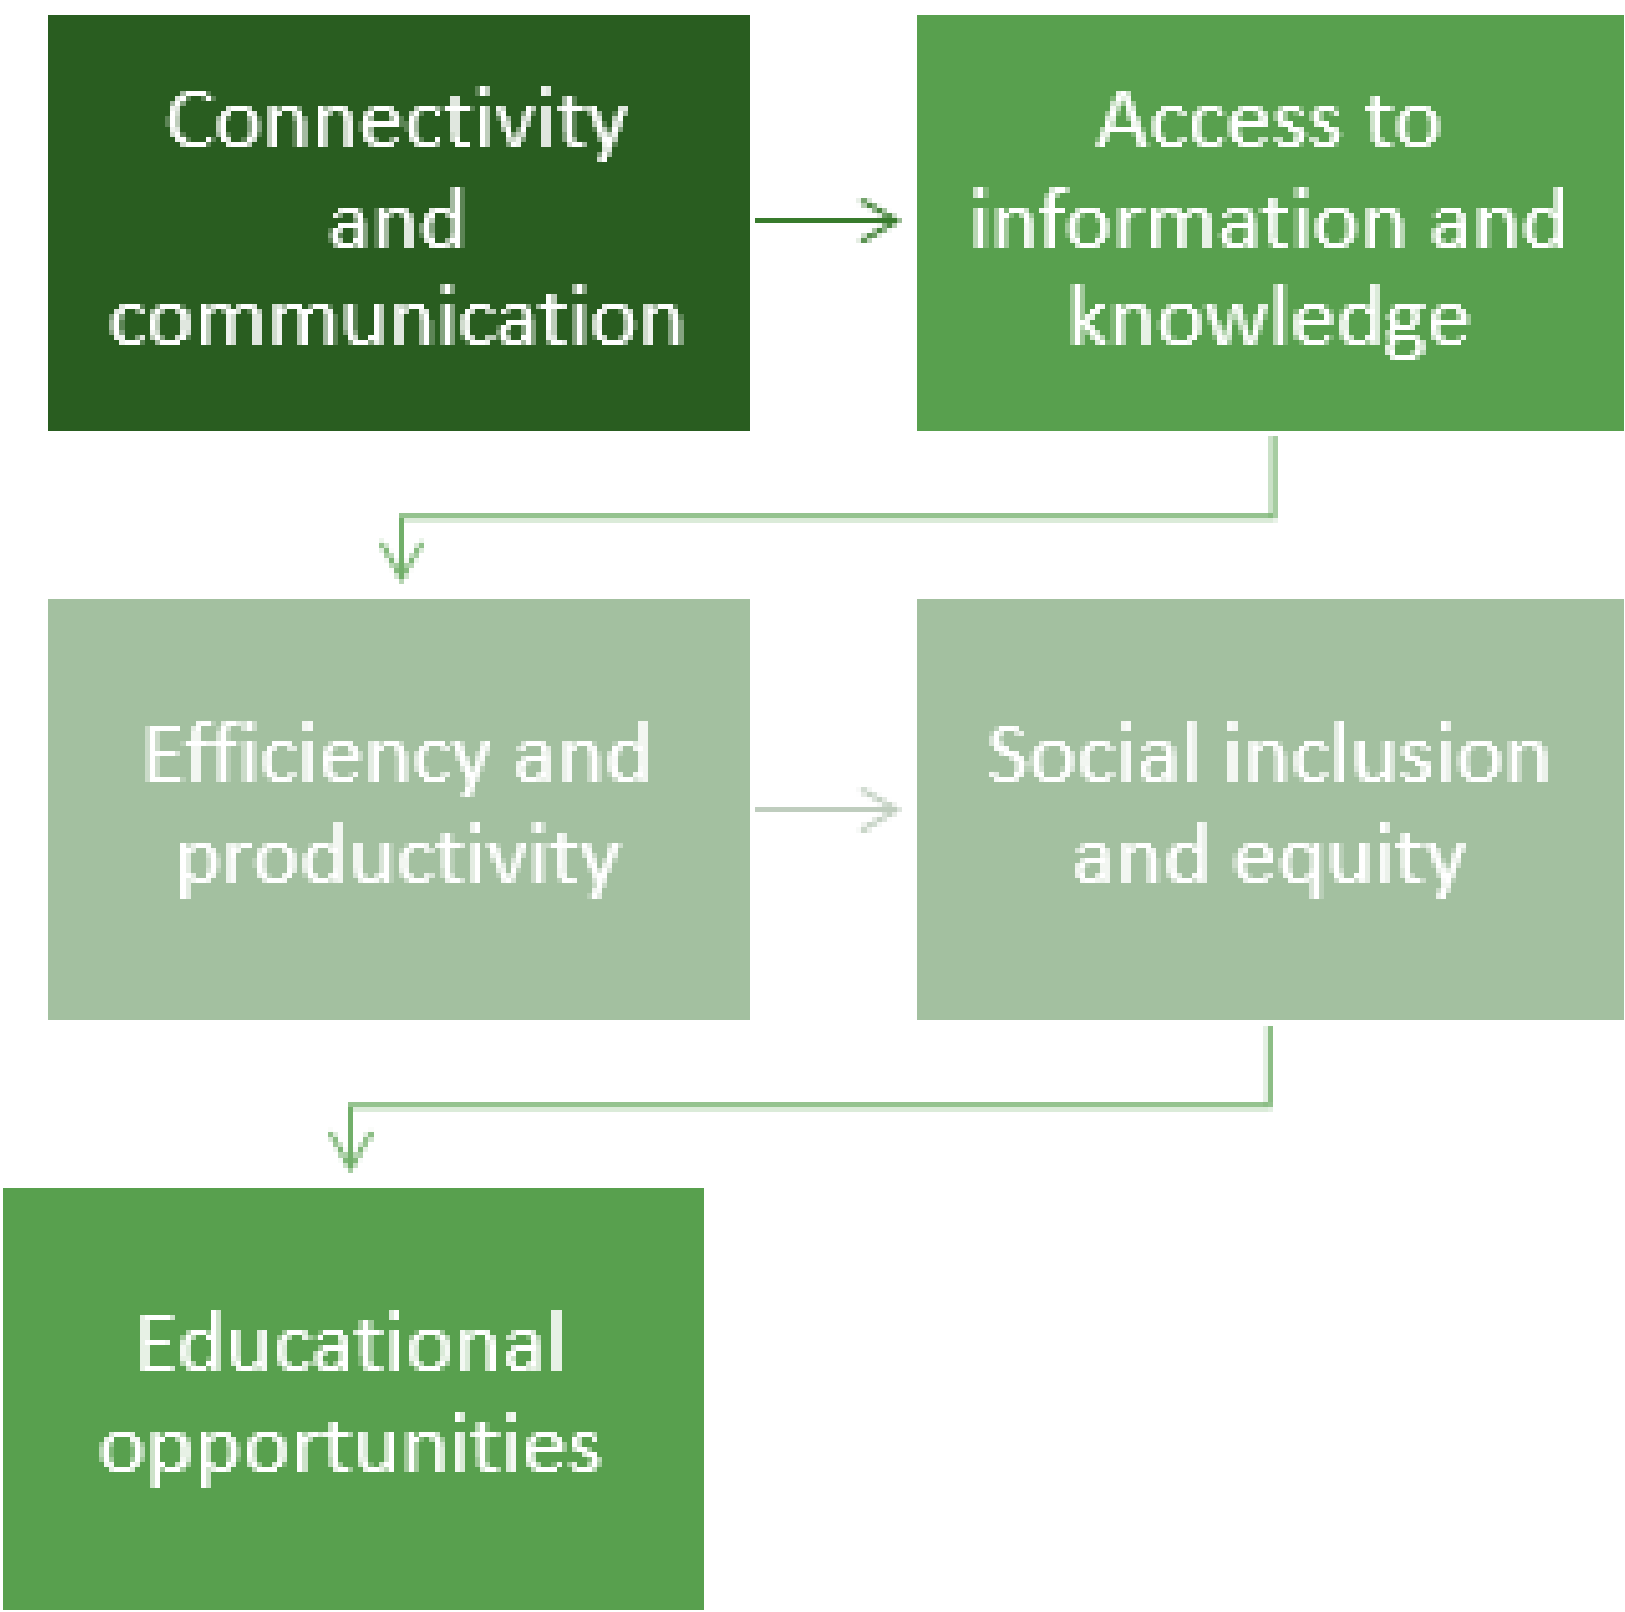 Connectivity
and
communication
Access to
information and
knowledge
Efficiency and
productivity
Social inclusion
and equity
Educational
opportunities